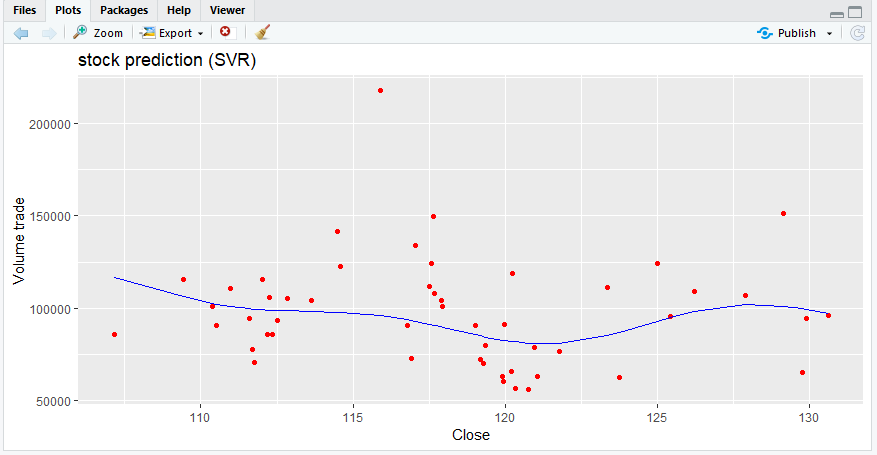 Files Plots Packages Help Viewer
Zoom Export Publish
stock prediction (SVR)
200000
150000
100000
50000
Volume trade
110 115 120 125 130
Close